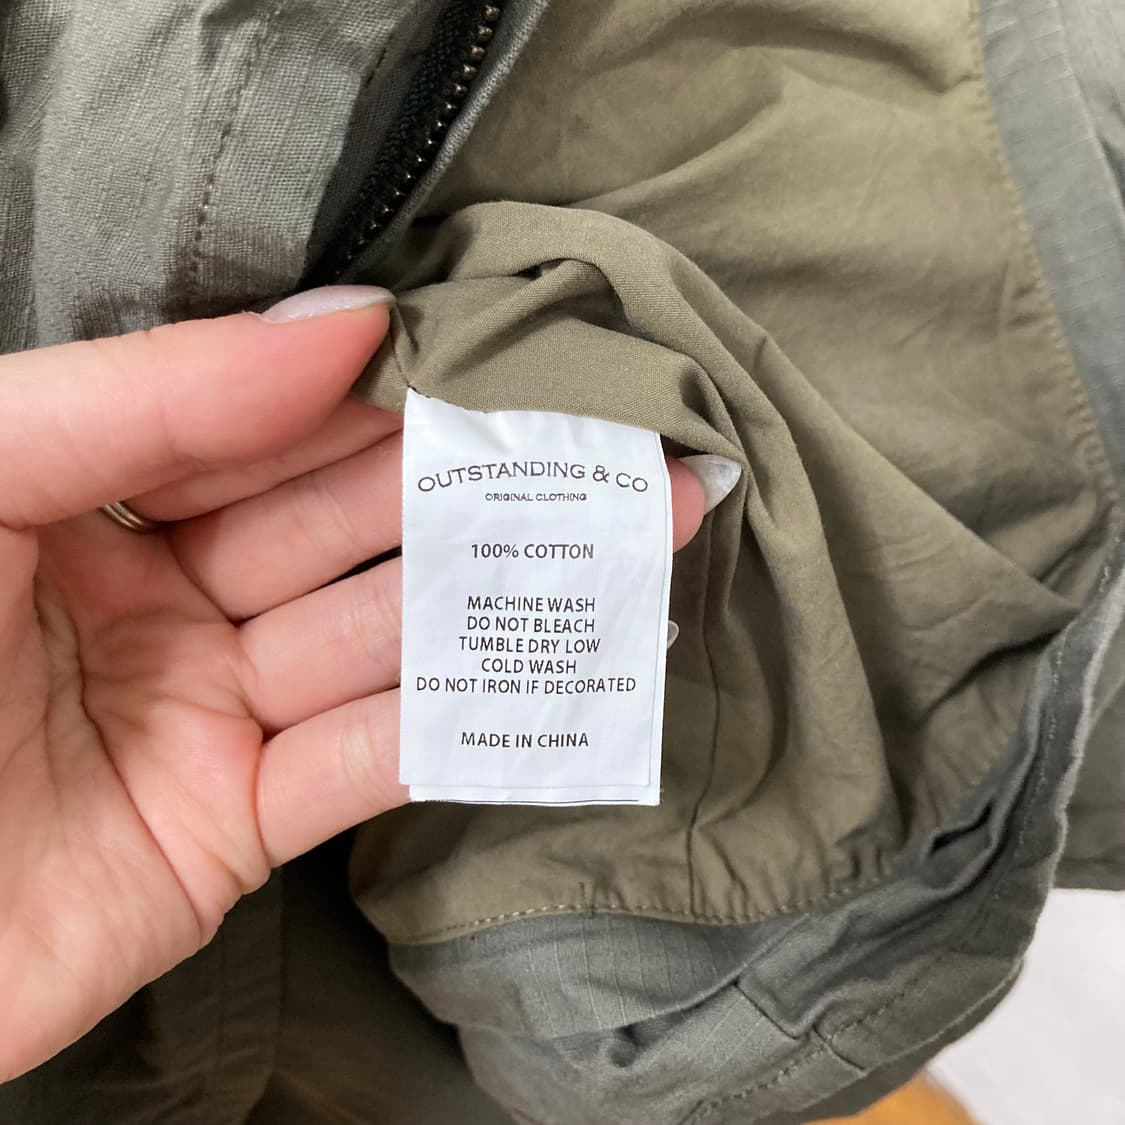 OUTSTANDING & CO
ORIGINAL CLOTHING
100% COTTON
MACHINE WASH
DO NOT BLEACH
TUMBLE DRY LOW
COLD WASH
DO NOT IRON IF DECORATED
MADE IN CHINA